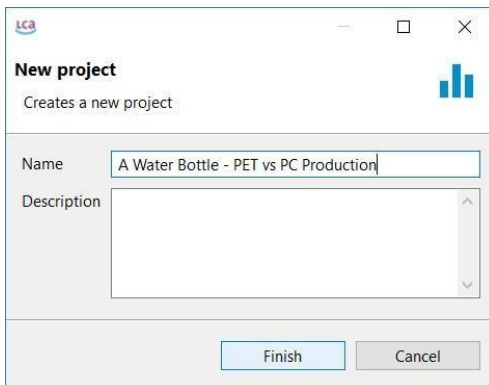 LCA
New project
Creates a new project
Name
A Water Bottle - PET vs PC Production
Description
Finish
Cancel